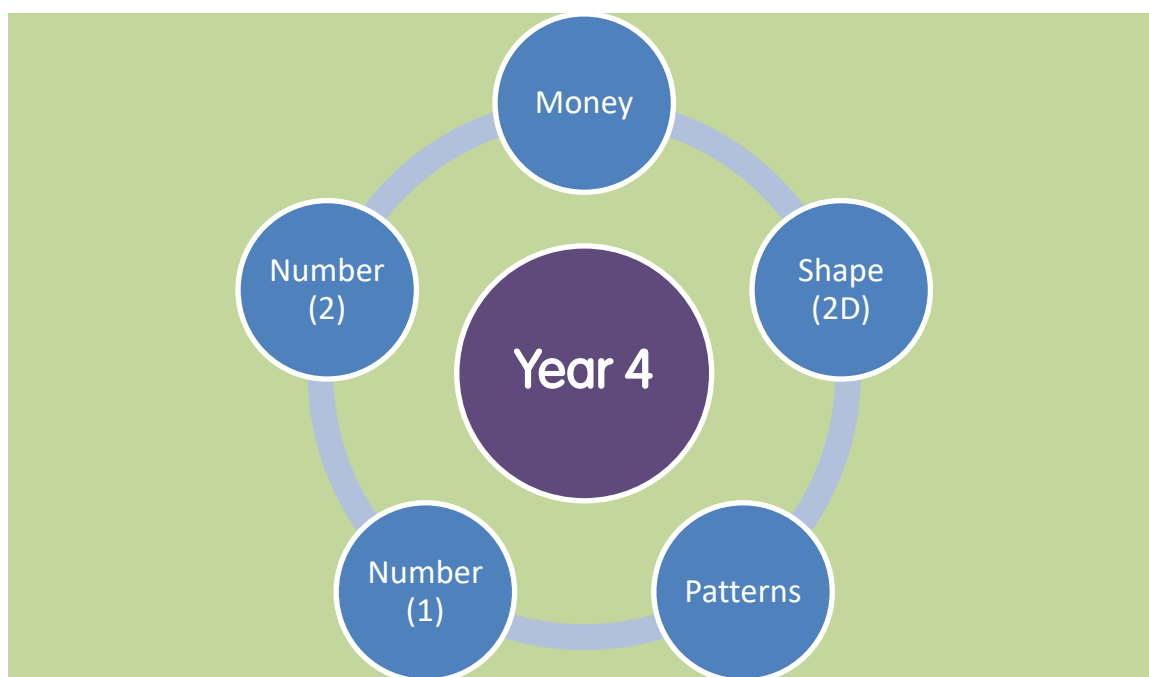 Money
Number
(2)
Shape
(2D)
Year 4
Number
(1)
Patterns